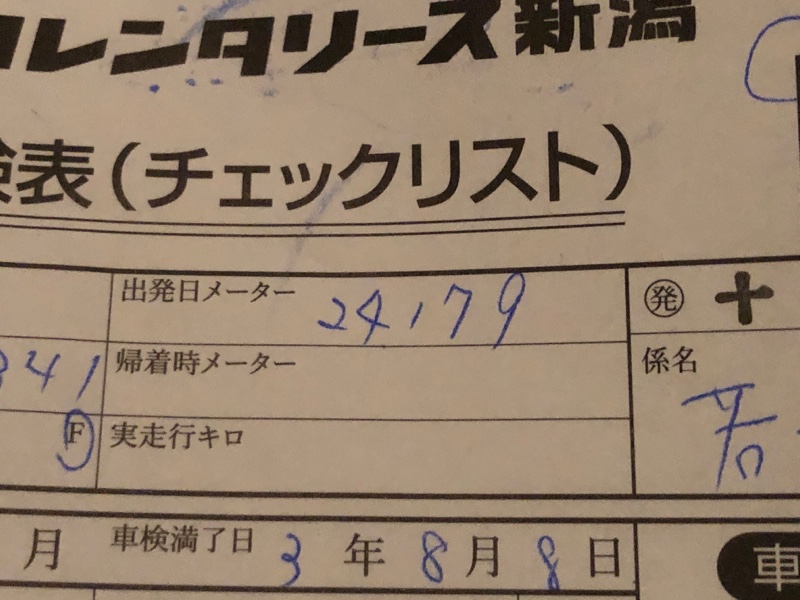 レンタリース新潟
表(チェックリスト)
出発日メーター 24179
発
41 帰着時メーター
係名
F 実走行キロ
月 車検満了日 3年8月8日
車